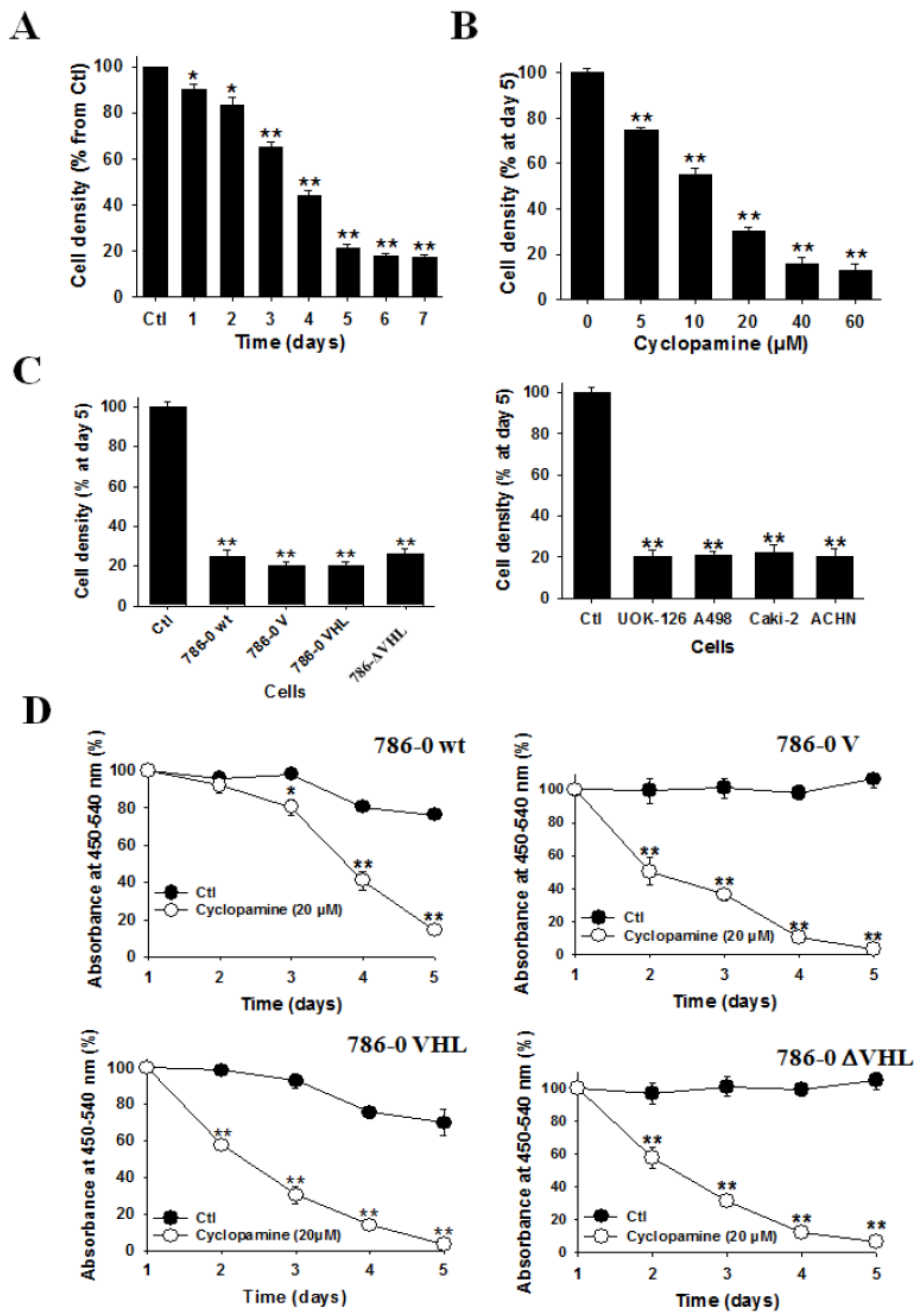 A
Cell density (% from Ctl)
100
80
60
40
20
0
* * ** ** ** ** **
Ctl 1 2 3 4 5 6 7
Time (days)
B
Cell density (% at day 5)
100
80
60
40
20
0
** ** ** ** **
0 5 10 20 40 60
Cyclopamine (µM)
C
Cell density (% at day 5)
100
80
60
40
20
0
** ** ** **
Ctl 786-0 wt 786-0 V 786-0 VHL 786-ΔVHL
Cells
Cell density (% at day 5)
100
80
60
40
20
0
** ** ** **
Ctl UOK-126 A498 Caki-2 ACHN
Cells
D
786-0 wt
Absorbance at 450-540 nm (%)
100
80
60
40
20
0
* ** **
Ctl
Cyclopamine (20 µM)
1 2 3 4 5
Time (days)
786-0 V
Absorbance at 450-540 nm (%)
100
80
60
40
20
0
** ** ** **
Ctl
Cyclopamine (20 µM)
1 2 3 4 5
Time (days)
786-0 VHL
Absorbance at 450-540 nm (%)
100
80
60
40
20
0
** ** ** **
Ctl
Cyclopamine (20µM)
1 2 3 4 5
Time (days)
786-0 ΔVHL
Absorbance at 450-540 nm (%)
100
80
60
40
20
0
** ** ** **
Ctl
Cyclopamine (20 µM)
1 2 3 4 5
Time (days)